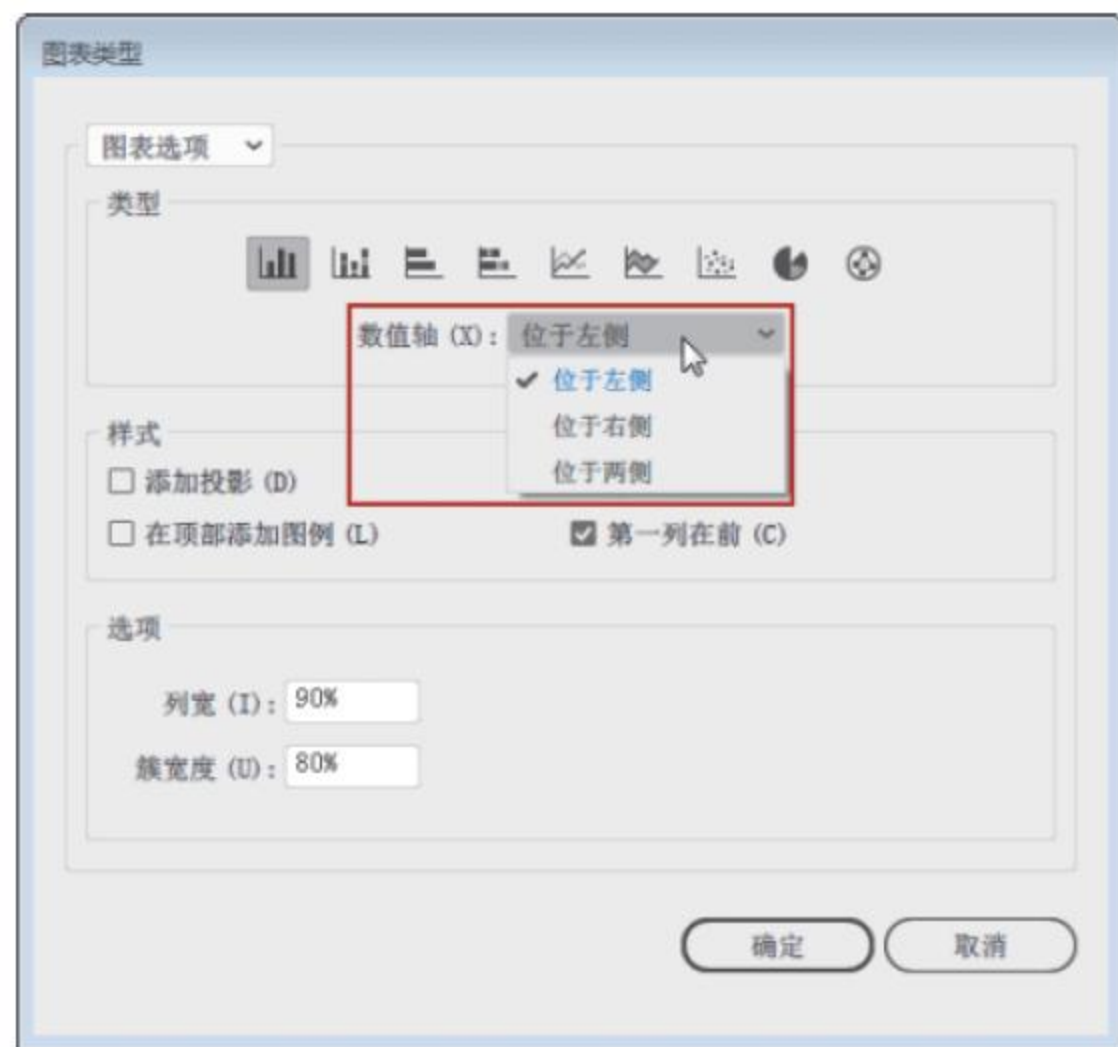 图表类型
图表选项
类型
数值轴 (X): 位于左侧
位于左侧
位于右侧
位于两侧
样式
添加投影 (D)
在顶部添加图例 (L) 第一列在前 (C)
选项
列宽 (I): 90%
簇宽度 (U): 80%
确定 取消